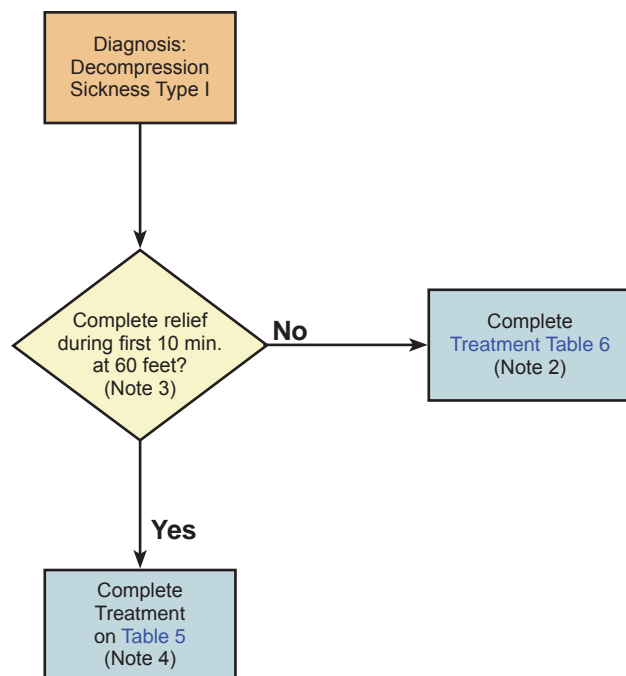 Diagnosis:
Decompression
Sickness Type I
Complete relief
during first 10 min.
at 60 feet?
(Note 3)
No
Complete
Treatment Table 6
(Note 2)
Yes
Complete
Treatment
on Table 5
(Note 4)